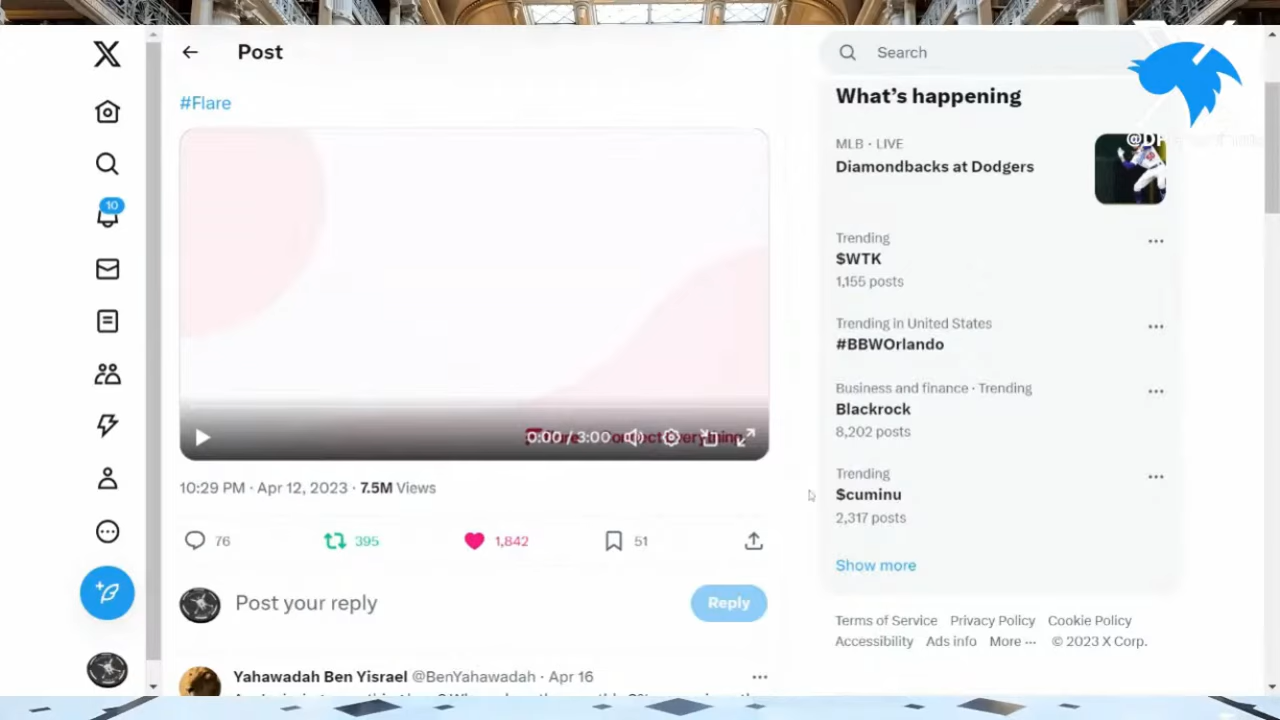 Post
#Flare
0:00 / 3:00
10:29 PM · Apr 12, 2023 · 7.5M Views
76
395
1,842
51
Post your reply
Reply
Yahawadah Ben Yisrael @BenYahawadah · Apr 16
10
Search
What's happening
MLB · LIVE
Diamondbacks at Dodgers
Trending
$WTK
1,155 posts
Trending in United States
#BBWOrlando
Business and finance · Trending
Blackrock
8,202 posts
Trending
$cuminu
2,317 posts
Show more
Terms of Service Privacy Policy Cookie Policy
Accessibility Ads info More ··· © 2023 X Corp.